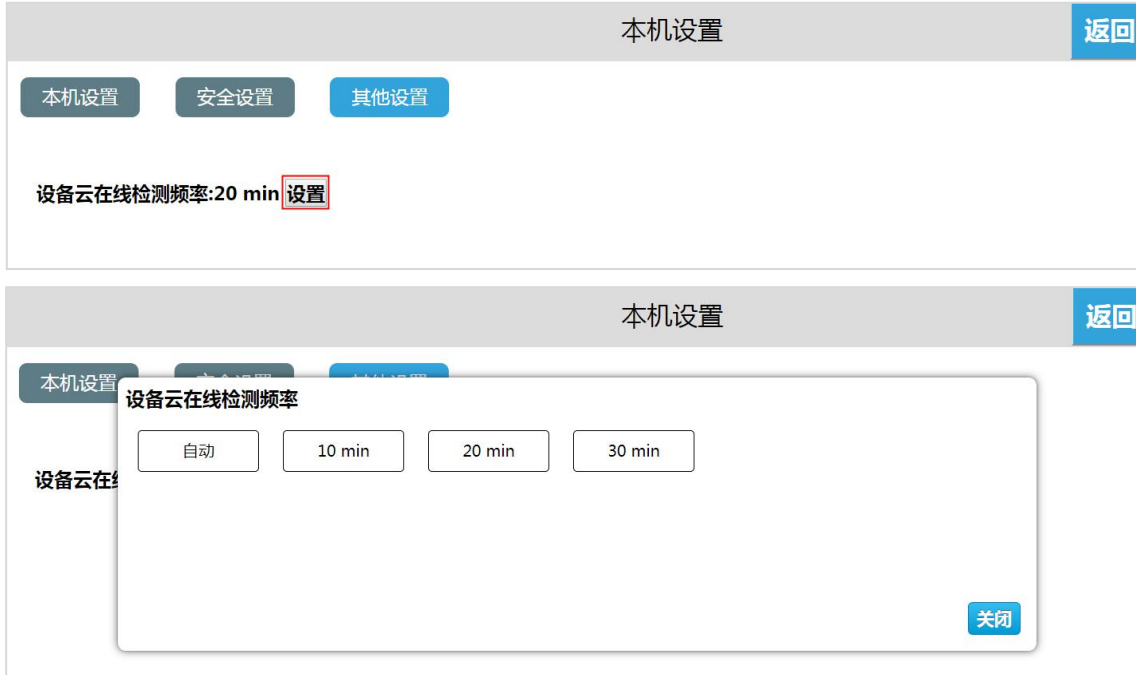 本机设置 返回
本机设置 安全设置 其他设置
设备云在线检测频率:20 min 设置
本机设置 返回
本机设置
设备云在线检测频率
自动 10 min 20 min 30 min
设备云在
关闭